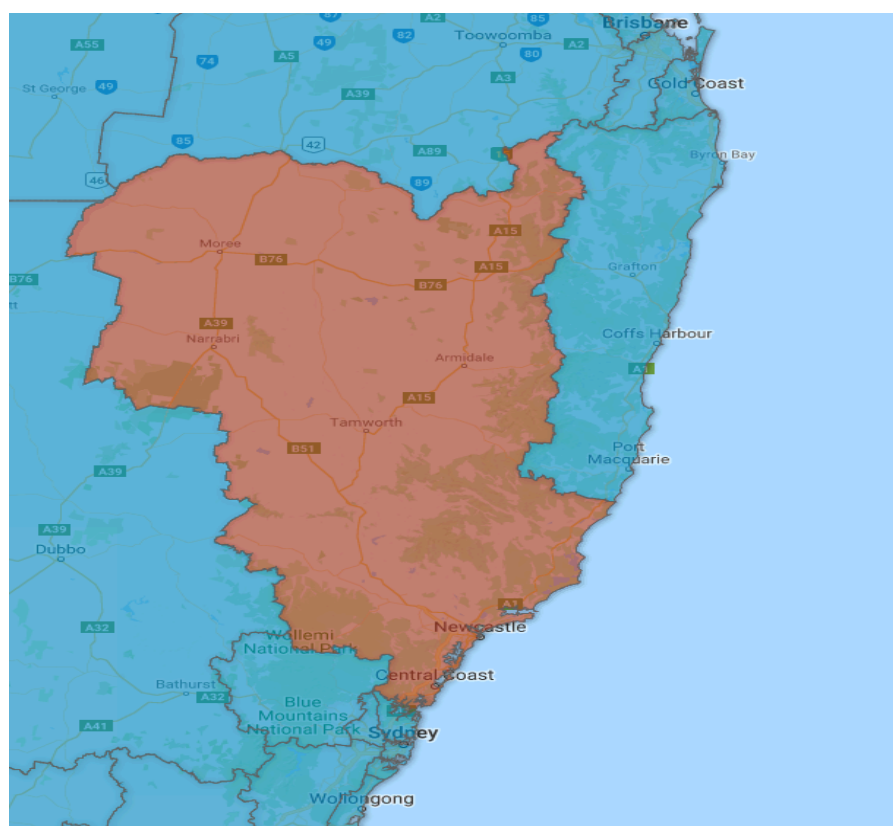 A2
85
Brisbane
87
A55
49
82
Toowoomba
A5
A2
80
74
A3
Gold Coast
St George
49
A39
85
42
A89
Byron Bay
46
89
A15
Moree
B76
A15
Grafton
B76
B76
A39
Coffs Harbour
Narrabri
Armidale
A1
A15
Tamworth
B51
Port
Macquarie
A39
A39
Dubbo
A1
A32
Newcastle
Wollemi
National Park
Central Coast
Bathurst
A32
Blue
Mountains
National Park
A41
Sydney
Wollongong